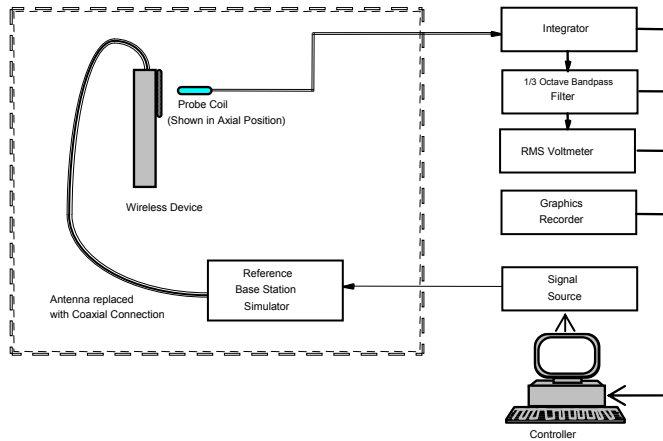 Integrator
1/3 Octave Bandpass
Filter
RMS Voltmeter
Graphics
Recorder
Signal
Source
Controller
Probe Coil
(Shown in Axial Position)
Wireless Device
Reference
Base Station
Simulator
Antenna replaced
with Coaxial Connection